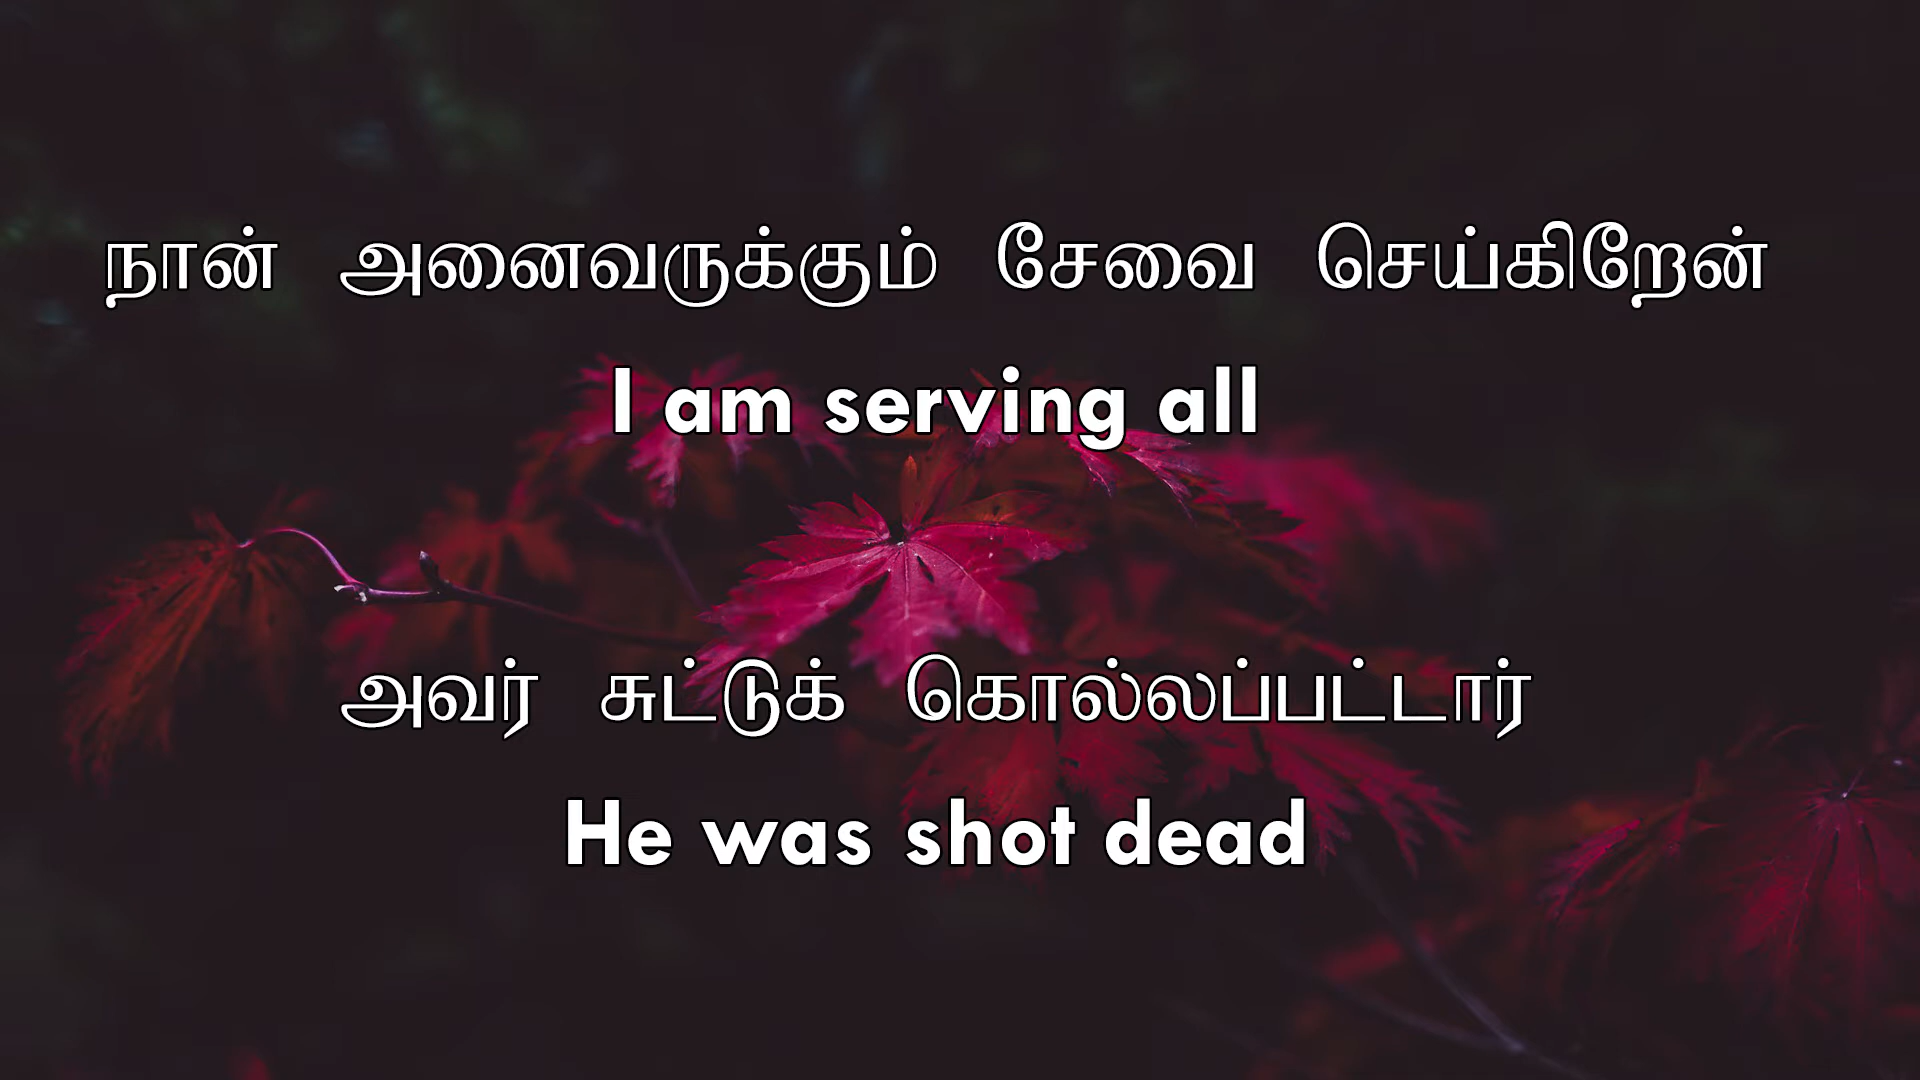 நான் அனைவருக்கும் சேவை செய்கிறேன்
I am serving all
அவர் சுட்டுக் கொல்லப்பட்டார்
He was shot dead